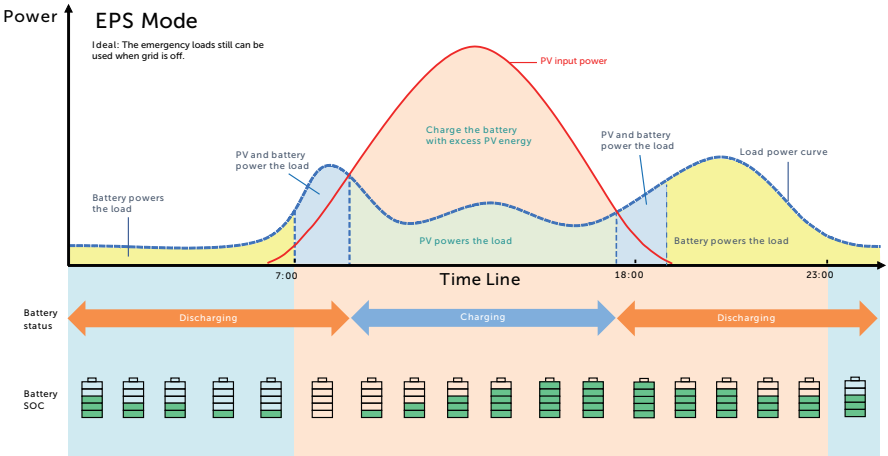 Power
EPS Mode
Ideal: The emergency loads still can be
used when grid is off.
PV input power
Charge the battery
with excess PV energy
PV and battery
power the load
PV and battery
power the load
Load power curve
Battery powers
the load
PV powers the load
Battery powers the load
7:00
Time Line
18:00
23:00
Battery
status
Discharging
Charging
Discharging
Battery
SOC